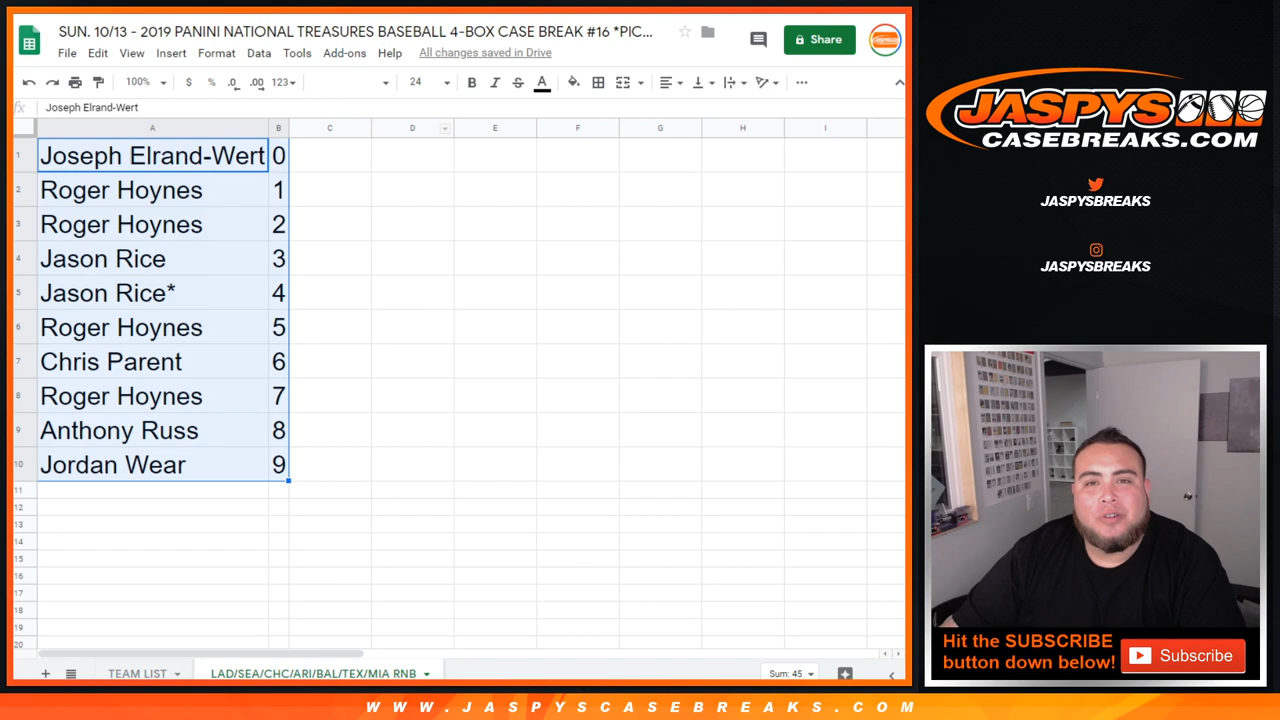 SUN. 10/13 - 2019 PANINI NATIONAL TREASURES BASEBALL 4-BOX CASE BREAK #16 *PIC...
File Edit View Insert Format Data Tools Add-ons Help All changes saved in Drive
Share
100% $ % .0 .00 123 24 B I S A
fx Joseph Elrand-Wert
A B C D E F G H I
1 Joseph Elrand-Wert 0
2 Roger Hoynes 1
3 Roger Hoynes 2
4 Jason Rice 3
5 Jason Rice* 4
6 Roger Hoynes 5
7 Chris Parent 6
8 Roger Hoynes 7
9 Anthony Russ 8
10 Jordan Wear 9
11
12
13
14
15
16
17
18
19
20
TEAM LIST LAD/SEA/CHC/ARI/BAL/TEX/MIA RNB Sum: 45
JASPYS
CASEBREAKS.COM
JASPYSBREAKS
JASPYSBREAKS
Hit the SUBSCRIBE
button down below!
Subscribe
WWW.JASPYSCASEBREAKS.COM